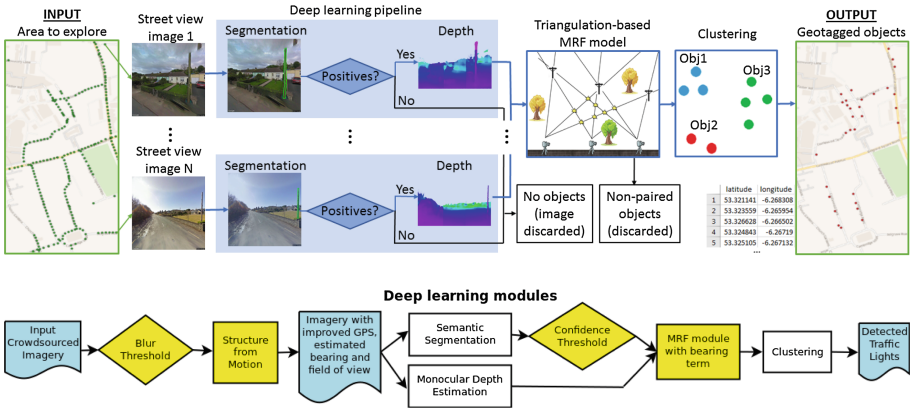 INPUT
Area to explore
Street view
image 1
Deep learning pipeline
Segmentation
Positives?
Yes
No
Depth
Street view
image N
Segmentation
Positives?
Yes
No
Depth
Triangulation-based
MRF model
No objects
(image
discarded)
Non-paired
objects
(discarded)
Clustering
Obj1
Obj3
Obj2
OUTPUT
Geotagged objects
latitude longitude
1 53.321141 -6.268308
2 53.323559 -6.265954
3 53.326628 -6.266502
4 53.324843 -6.26719
5 53.325105 -6.267132
...
Deep learning modules
Input
Crowdsourced
Imagery
Blur
Threshold
Structure
from
Motion
Imagery with
improved GPS,
estimated
bearing and
field of view
Semantic
Segmentation
Monocular Depth
Estimation
Confidence
Threshold
MRF module
with bearing
term
Clustering
Detected
Traffic
Lights